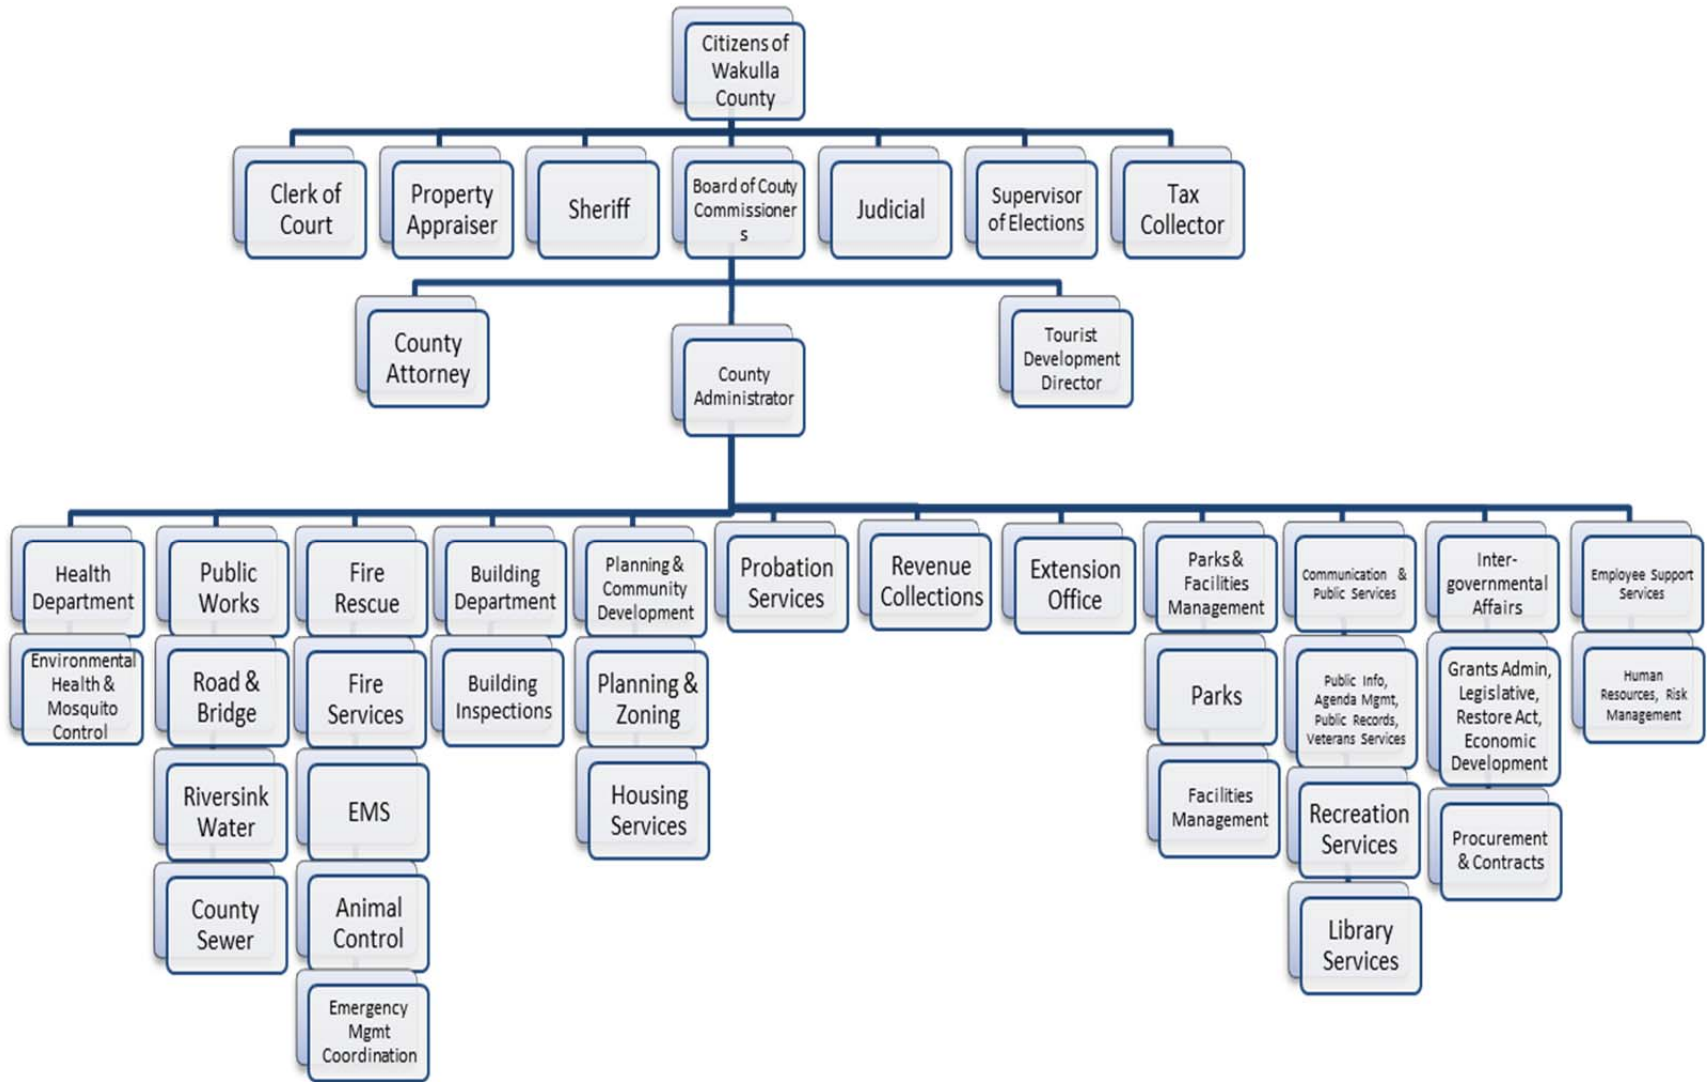 Citizens of
Wakulla
County
Clerk of
Court
Property
Appraiser
Sheriff
Board of Couty
Commissioner
s
Judicial
Supervisor
of Elections
Tax
Collector
County
Attorney
County
Administrator
Tourist
Development
Director
Health
Department
Public
Works
Fire
Rescue
Building
Department
Planning &
Community
Development
Probation
Services
Revenue
Collections
Extension
Office
Parks &
Facilities
Management
Communication &
Public Services
Inter-
governmental
Affairs
Employee Support
Services
Environmental
Health &
Mosquito
Control
Road &
Bridge
Fire
Services
Building
Inspections
Planning &
Zoning
Parks
Public Info,
Agenda Mgmt,
Public Records,
Veterans Services
Grants Admin,
Legislative,
Restore Act,
Economic
Development
Human
Resources, Risk
Management
Riversink
Water
EMS
Housing
Services
Facilities
Management
Recreation
Services
Procurement
& Contracts
County
Sewer
Animal
Control
Library
Services
Emergency
Mgmt
Coordination